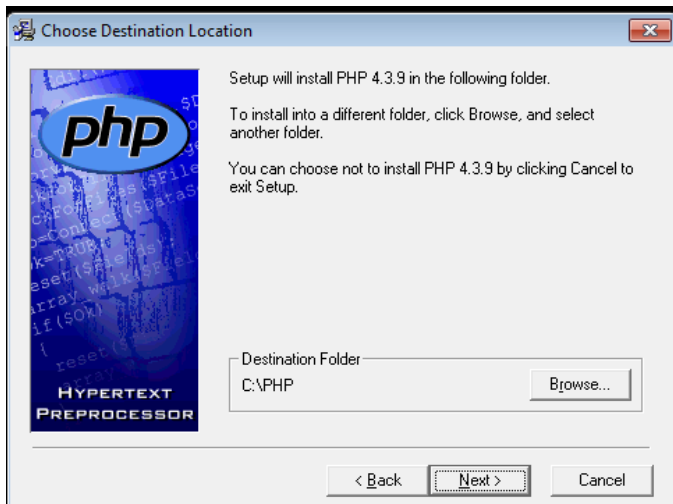 Choose Destination Location
Setup will install PHP 4.3.9 in the following folder.
To install into a different folder, click Browse, and select
another folder.
You can choose not to install PHP 4.3.9 by clicking Cancel to
exit Setup.
php
HYPERTEXT
PREPROCESSOR
Destination Folder
C:\PHP
Browse...
< Back
Next >
Cancel